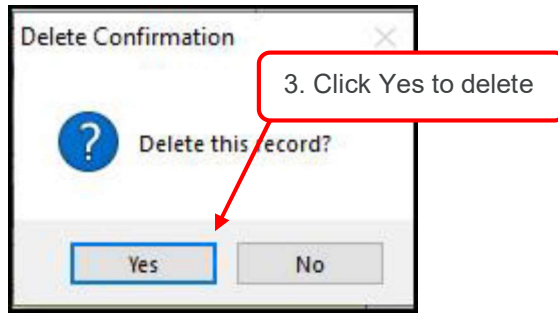 Delete Confirmation
3. Click Yes to delete
Delete this record?
Yes
No